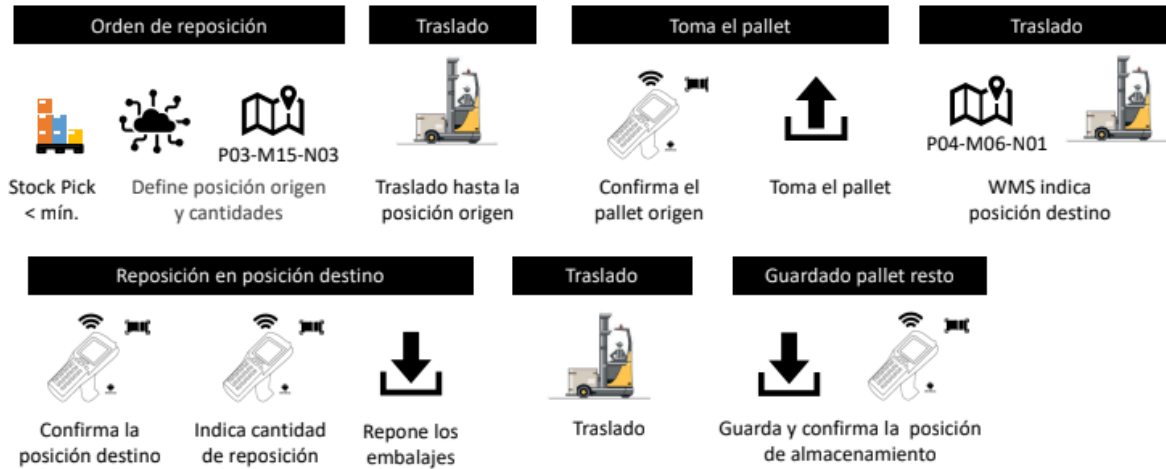 Orden de reposición
Traslado
Toma el pallet
Traslado
P03-M15-N03
P04-M06-N01
Stock Pick
< mín.
Define posición origen
y cantidades
Traslado hasta la
posición origen
Confirma el
pallet origen
Toma el pallet
WMS indica
posición destino
Reposición en posición destino
Traslado
Guardado pallet resto
Confirma la
posición destino
Indica cantidad
de reposición
Repone los
embalajes
Traslado
Guarda y confirma la posición
de almacenamiento